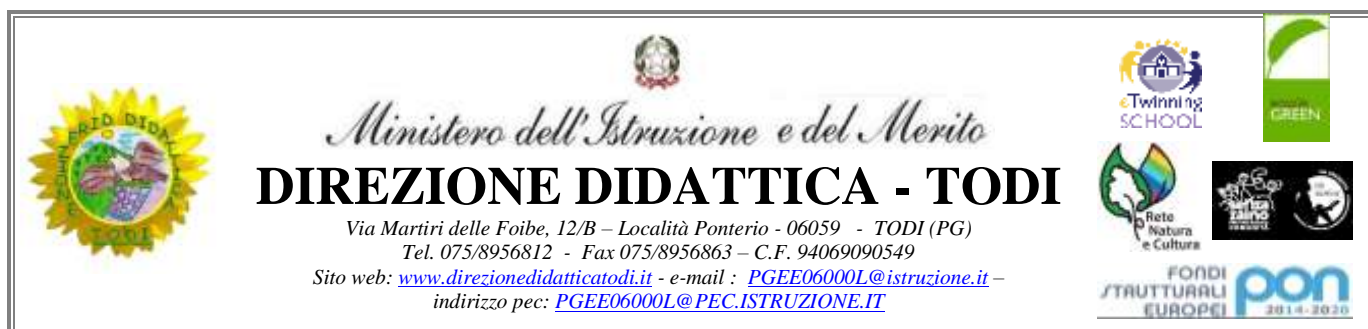 Ministero dell'Istruzione e del Merito
DIREZIONE DIDATTICA - TODI
Via Martiri delle Foibe, 12/B – Località Ponterio - 06059 - TODI (PG)
Tel. 075/8956812 - Fax 075/8956863 – C.F. 94069090549
Sito web: www.direzionedidatticatodi.it - e-mail : PGEE06000L@istruzione.it –
indirizzo pec: PGEE06000L@PEC.ISTRUZIONE.IT
TODI
eTwinning
SCHOOL
GREEN
Rete
Natura
e Cultura
senza
zaino
FONDI
STRUTTURALI
EUROPEI
pon
2014-2020